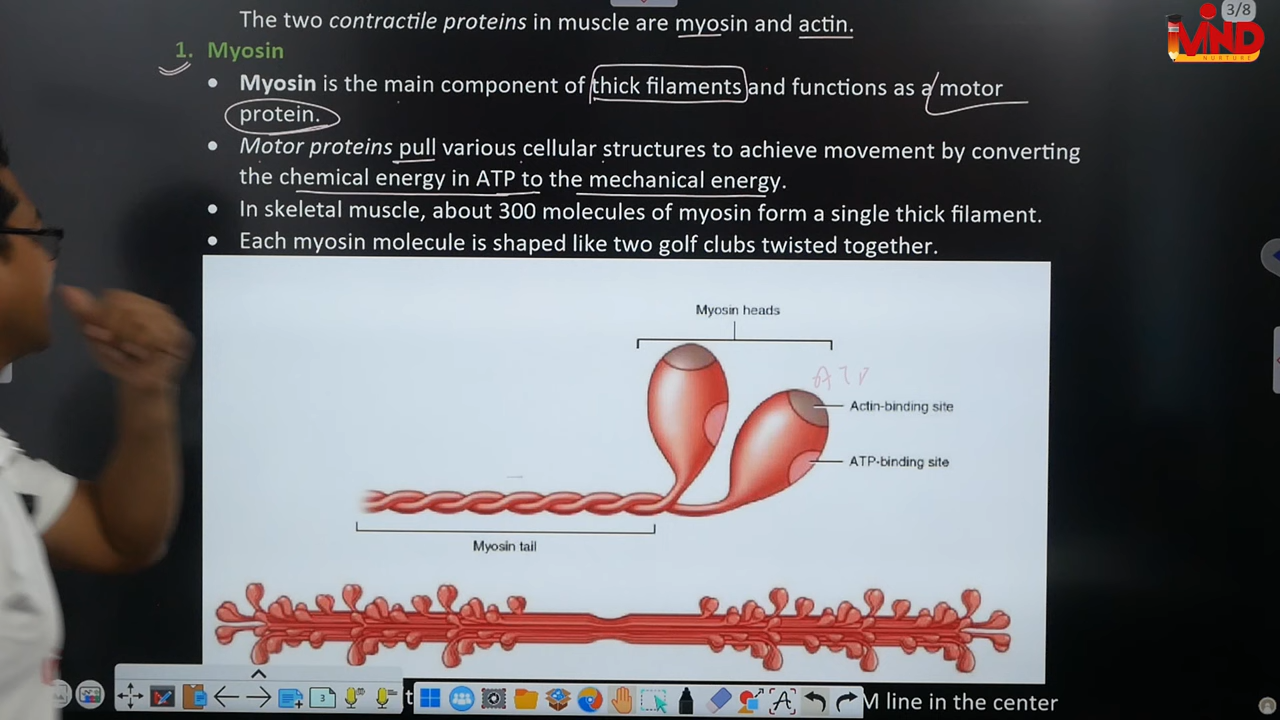 The two contractile proteins in muscle are myosin and actin.
3/8
MIND
NURTURE
1. Myosin
• Myosin is the main component of thick filaments and functions as a motor
protein.
• Motor proteins pull various cellular structures to achieve movement by converting
the chemical energy in ATP to the mechanical energy.
• In skeletal muscle, about 300 molecules of myosin form a single thick filament.
• Each myosin molecule is shaped like two golf clubs twisted together.
Myosin heads
ATP
Actin-binding site
ATP-binding site
Myosin tail
3
M line in the center